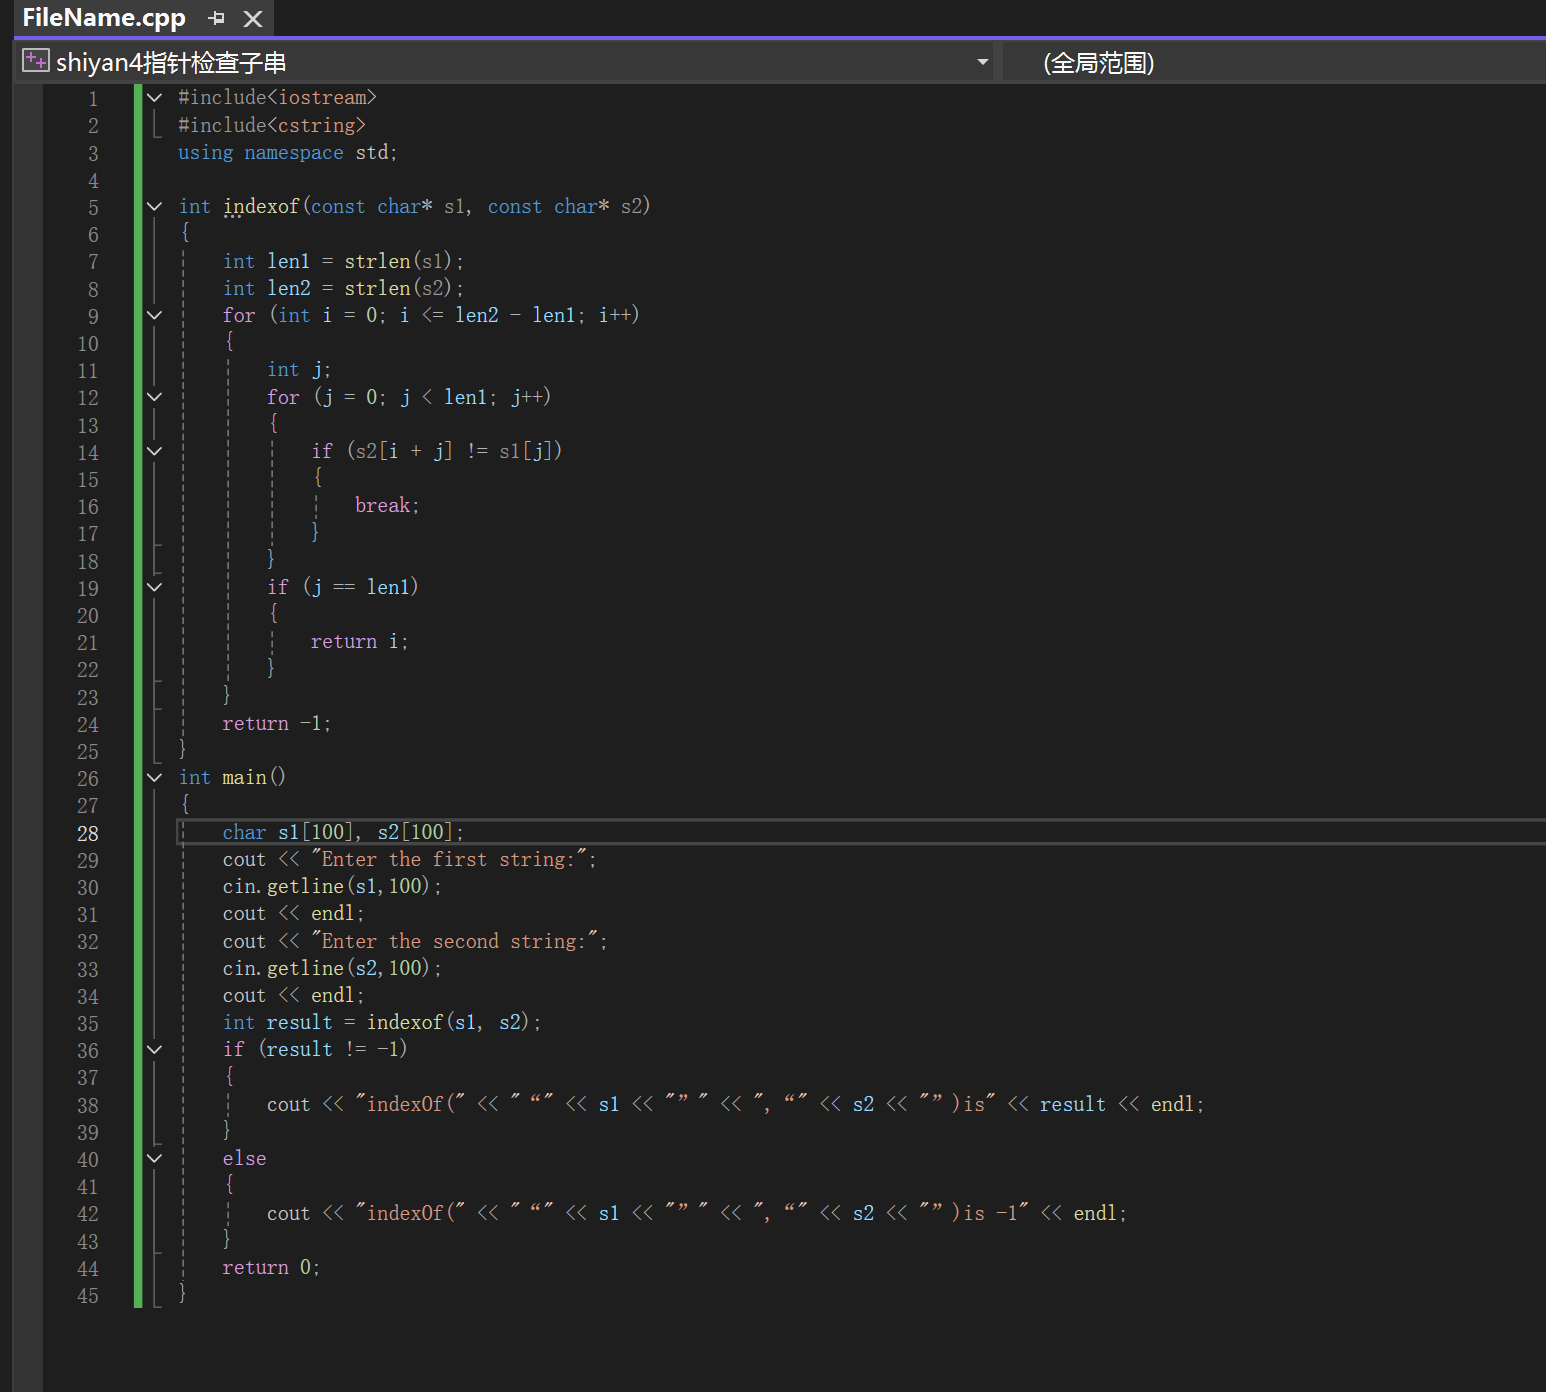 FileName.cpp
shiyan4指针检查子串 (全局范围)
1 #include<iostream>
2 #include<cstring>
3 using namespace std;
4
5 int indexof(const char* s1, const char* s2)
6 {
7 int len1 = strlen(s1);
8 int len2 = strlen(s2);
9 for (int i = 0; i <= len2 - len1; i++)
10 {
11 int j;
12 for (j = 0; j < len1; j++)
13 {
14 if (s2[i + j] != s1[j])
15 {
16 break;
17 }
18 }
19 if (j == len1)
20 {
21 return i;
22 }
23 }
24 return -1;
25 }
26 int main()
27 {
28 char s1[100], s2[100];
29 cout << "Enter the first string:";
30 cin.getline(s1,100);
31 cout << endl;
32 cout << "Enter the second string:";
33 cin.getline(s2,100);
34 cout << endl;
35 int result = indexof(s1, s2);
36 if (result != -1)
37 {
38 cout << "indexOf(" << " “" << s1 << "” " << ", “" << s2 << "” )is" << result << endl;
39 }
40 else
41 {
42 cout << "indexOf(" << " “" << s1 << "” " << ", “" << s2 << "” )is -1" << endl;
43 }
44 return 0;
45 }